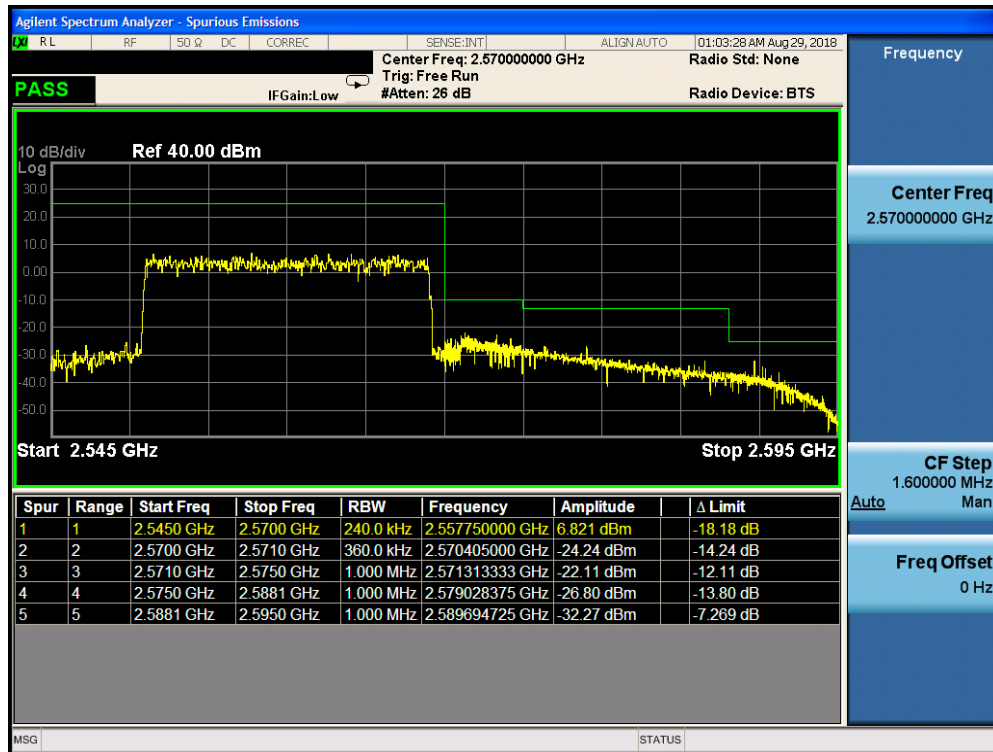 Agilent Spectrum Analyzer - Spurious Emissions
LXI RL RF 50 Ω DC CORREC SENSE:INT ALIGN AUTO 01:03:28 AM Aug 29, 2018
Center Freq: 2.570000000 GHz Radio Std: None
Trig: Free Run
PASS IFGain:Low #Atten: 26 dB Radio Device: BTS
10 dB/div Ref 40.00 dBm
Log
30.0
20.0
10.0
0.00
-10.0
-20.0
-30.0
-40.0
-50.0
Start 2.545 GHz Stop 2.595 GHz
Spur Range Start Freq Stop Freq RBW Frequency Amplitude Δ Limit
1 1 2.5450 GHz 2.5700 GHz 240.0 kHz 2.557750000 GHz 6.821 dBm -18.18 dB
2 2 2.5700 GHz 2.5710 GHz 360.0 kHz 2.570405000 GHz -24.24 dBm -14.24 dB
3 3 2.5710 GHz 2.5750 GHz 1.000 MHz 2.571313333 GHz -22.11 dBm -12.11 dB
4 4 2.5750 GHz 2.5881 GHz 1.000 MHz 2.579028375 GHz -26.80 dBm -13.80 dB
5 5 2.5881 GHz 2.5950 GHz 1.000 MHz 2.589694725 GHz -32.27 dBm -7.269 dB
MSG STATUS
Frequency
Center Freq
2.570000000 GHz
CF Step
1.600000 MHz
Auto Man
Freq Offset
0 Hz